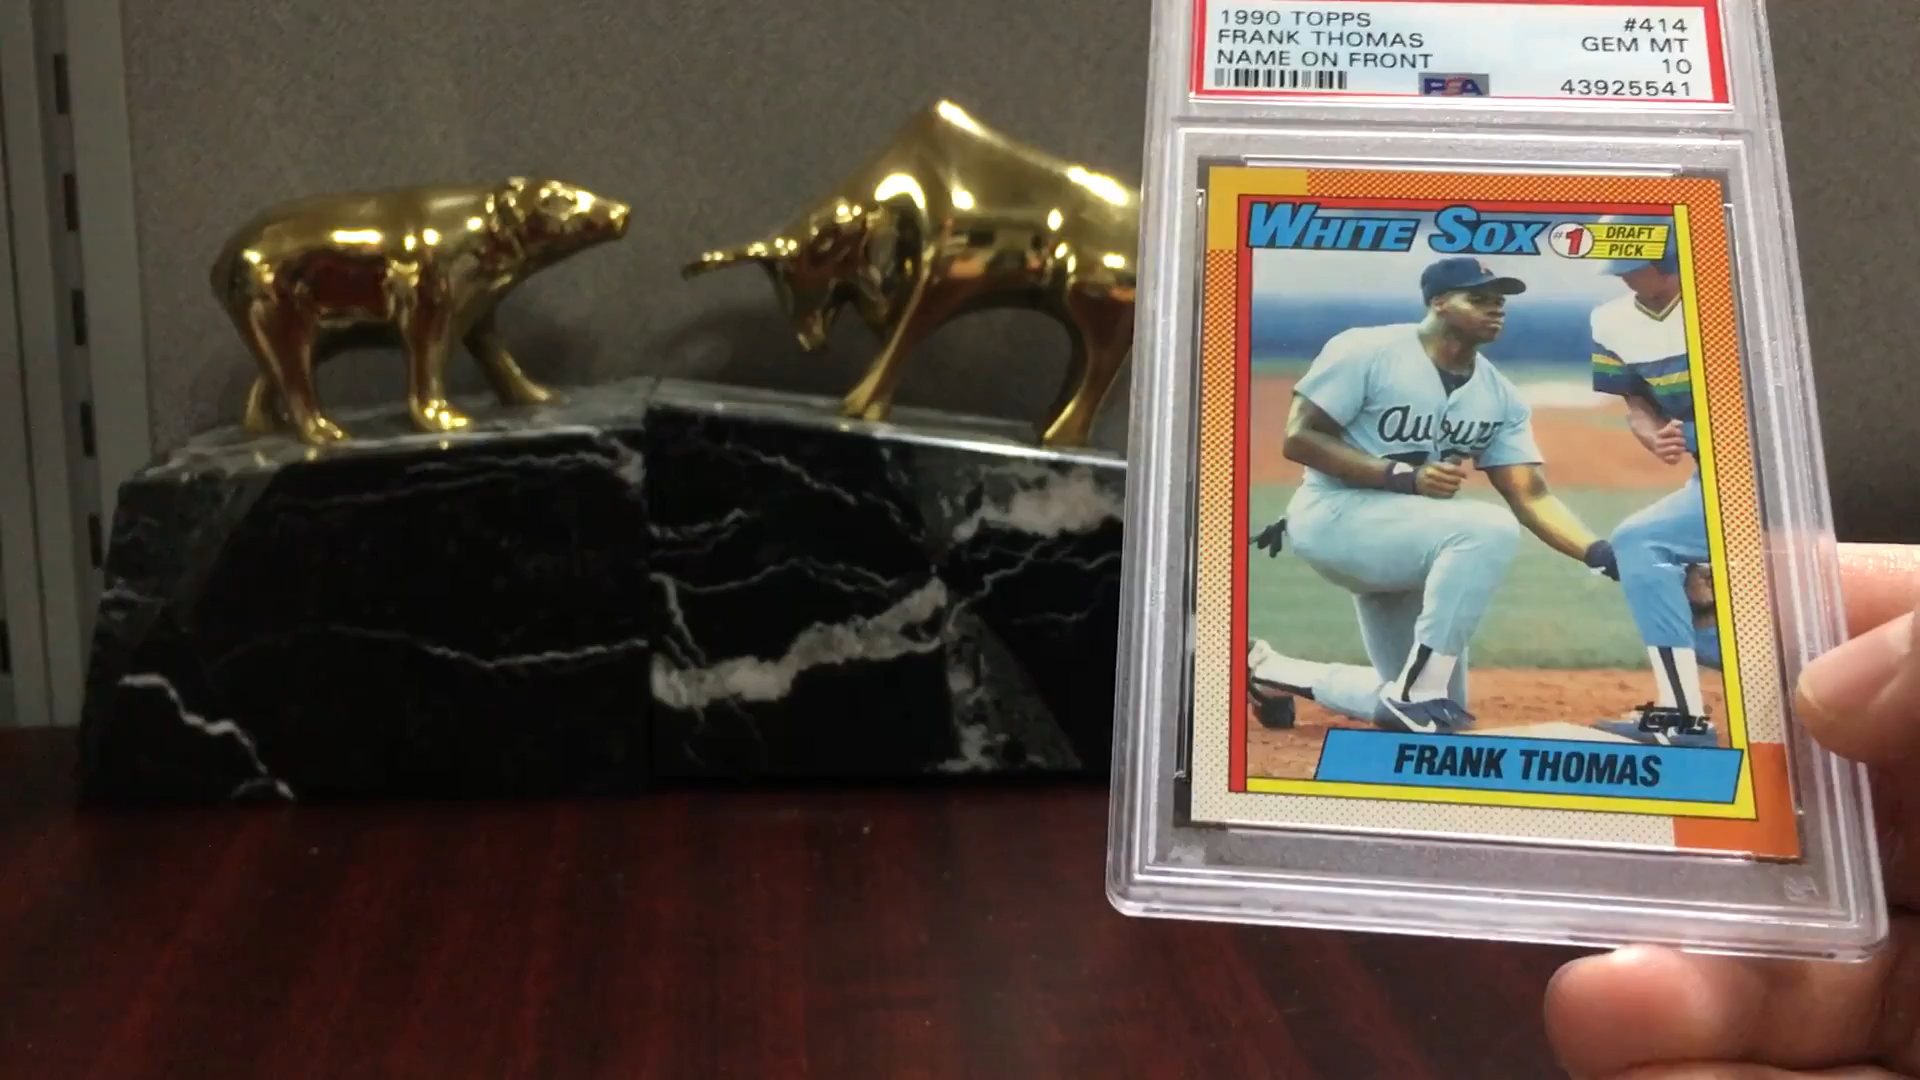 1990 TOPPS #414
FRANK THOMAS GEM MT
NAME ON FRONT 10
PSA 43925541
WHITE SOX #1 DRAFT PICK
Auburn
topps
FRANK THOMAS